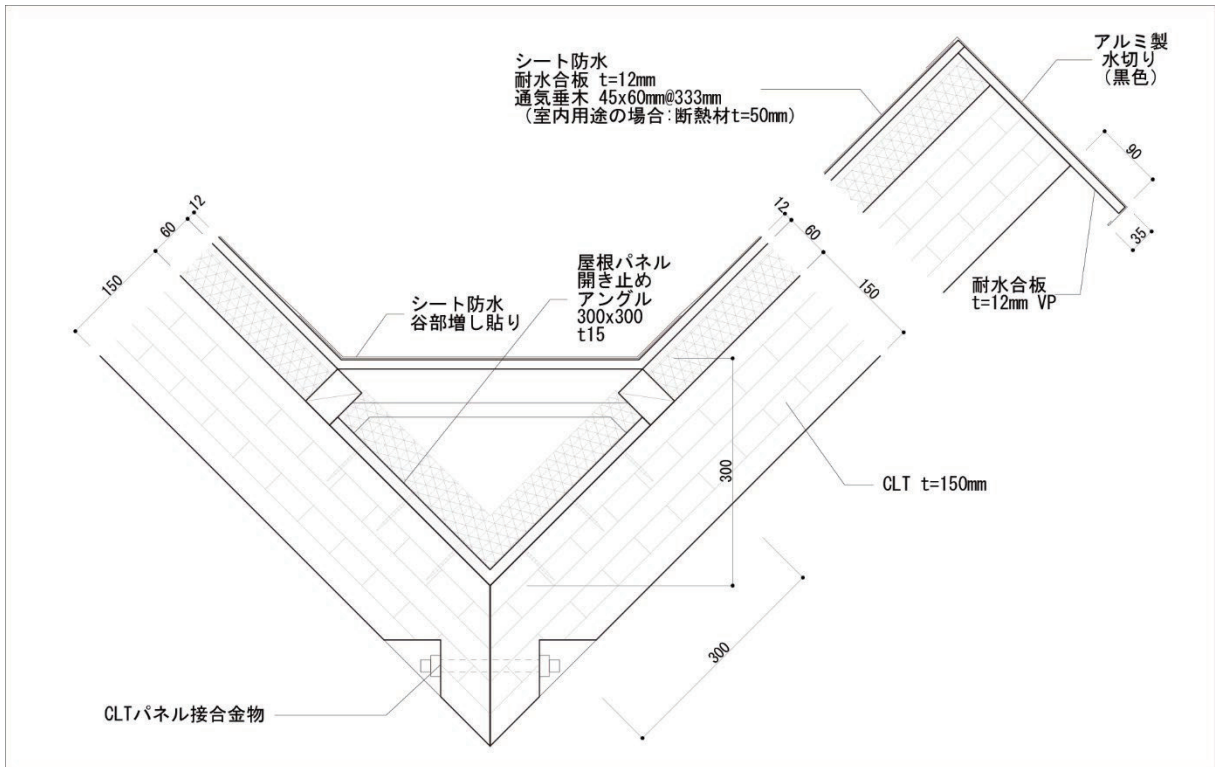 シート防水
耐水合板 t=12mm
通気垂木 45x60mm@333mm
(室内用途の場合:断熱材t=50mm)
アルミ製
水切り
(黒色)
90
35
耐水合板
t=12mm VP
12
60
150
屋根パネル
開き止め
アングル
300x300
t15
シート防水
谷部増し貼り
12
60
150
300
CLT t=150mm
300
CLTパネル接合金物